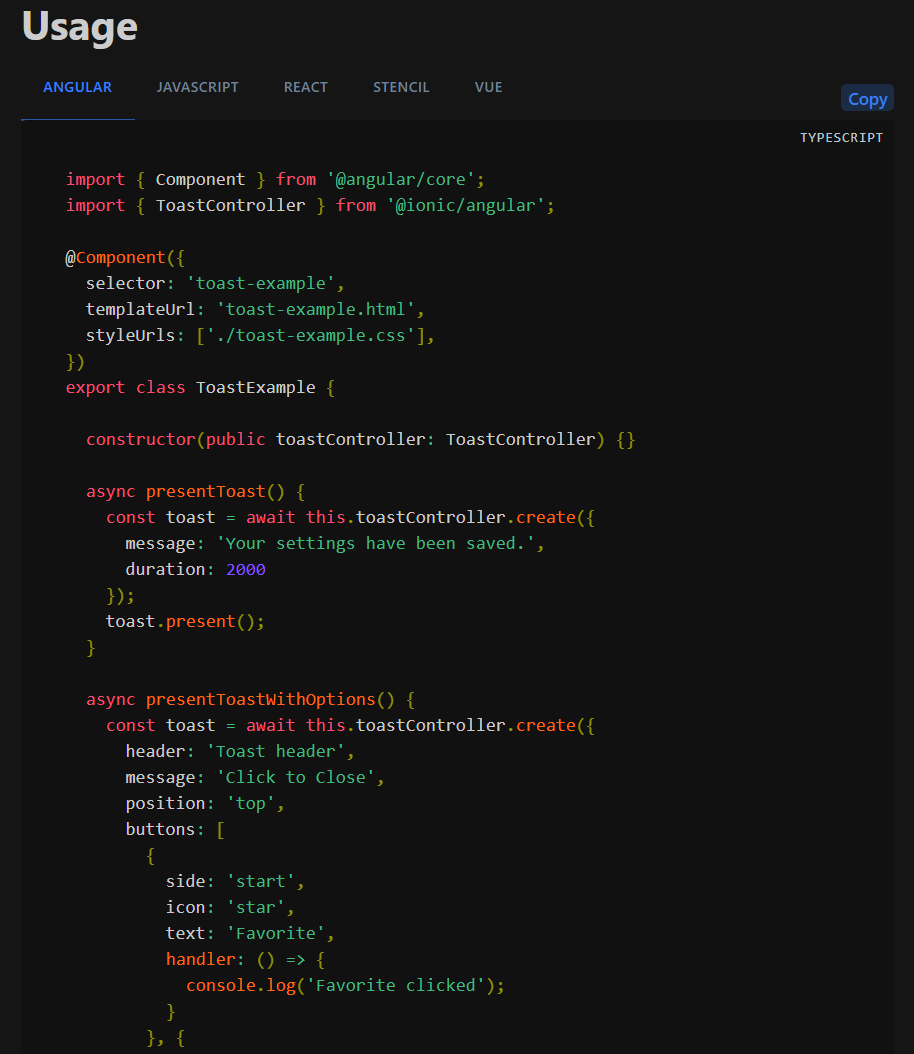 Usage
ANGULAR JAVASCRIPT REACT STENCIL VUE
Copy
TYPESCRIPT
import { Component } from '@angular/core';
import { ToastController } from '@ionic/angular';
@Component({
  selector: 'toast-example',
  templateUrl: 'toast-example.html',
  styleUrls: ['./toast-example.css'],
})
export class ToastExample {
  constructor(public toastController: ToastController) {}
  async presentToast() {
    const toast = await this.toastController.create({
      message: 'Your settings have been saved.',
      duration: 2000
    });
    toast.present();
  }
  async presentToastWithOptions() {
    const toast = await this.toastController.create({
      header: 'Toast header',
      message: 'Click to Close',
      position: 'top',
      buttons: [
        {
          side: 'start',
          icon: 'star',
          text: 'Favorite',
          handler: () => {
            console.log('Favorite clicked');
          }
        }, {